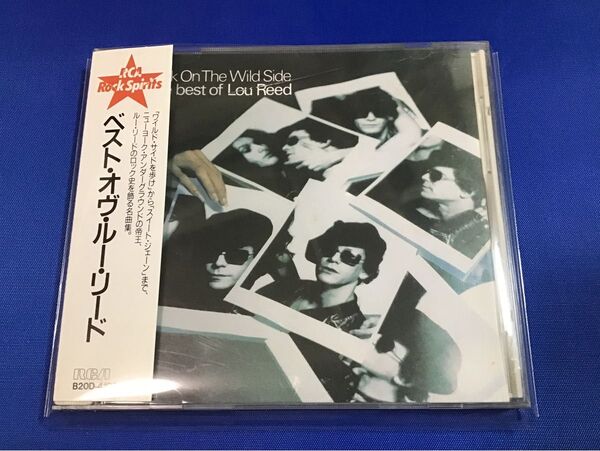 RCA
Rock Spirits
On The Wild Side
best of Lou Reed
「ワイルド・サイドを歩け」から、「スイート・ジェーン」まで、
ニューヨーク・アンダーグラウンドの帝王、
ルー・リードのロック史を飾る名曲集。
ベスト・オヴ・ルー・リード
RCA